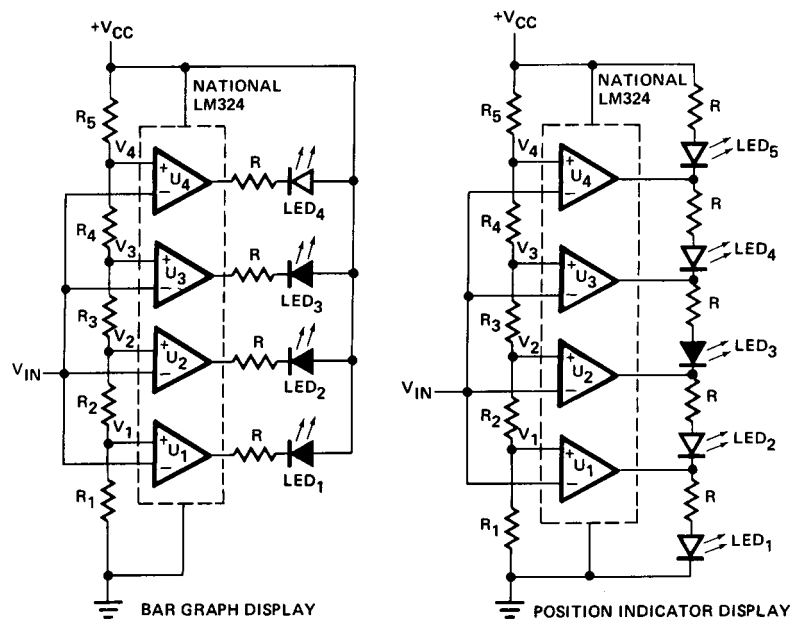 +VCC
NATIONAL
LM324
R5
V4
+
−
U4
R
LED4
R4
V3
+
−
U3
R
LED3
R3
V2
+
−
U2
R
LED2
VIN
R2
V1
+
−
U1
R
LED1
R1
BAR GRAPH DISPLAY
+VCC
NATIONAL
LM324
R5
R
LED5
V4
+
−
U4
R
R4
LED4
V3
+
−
U3
R
R3
LED3
V2
+
−
U2
R
VIN
R2
LED2
V1
+
−
U1
R
R1
LED1
POSITION INDICATOR DISPLAY